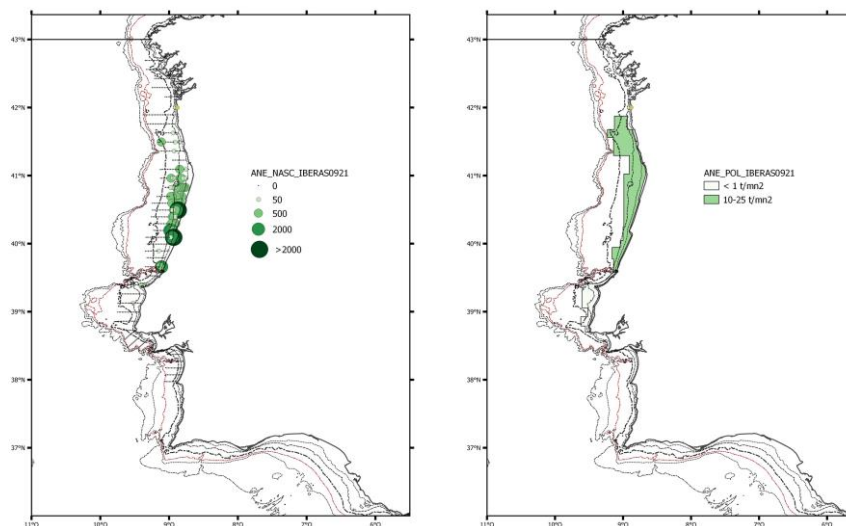 43°N
42°N
41°N
40°N
39°N
38°N
37°N
ANE_NASC_IBERAS0921
0
50
500
2000
>2000
43°N
42°N
41°N
40°N
39°N
38°N
37°N
ANE_POL_IBERAS0921
< 1 t/mn2
10-25 t/mn2